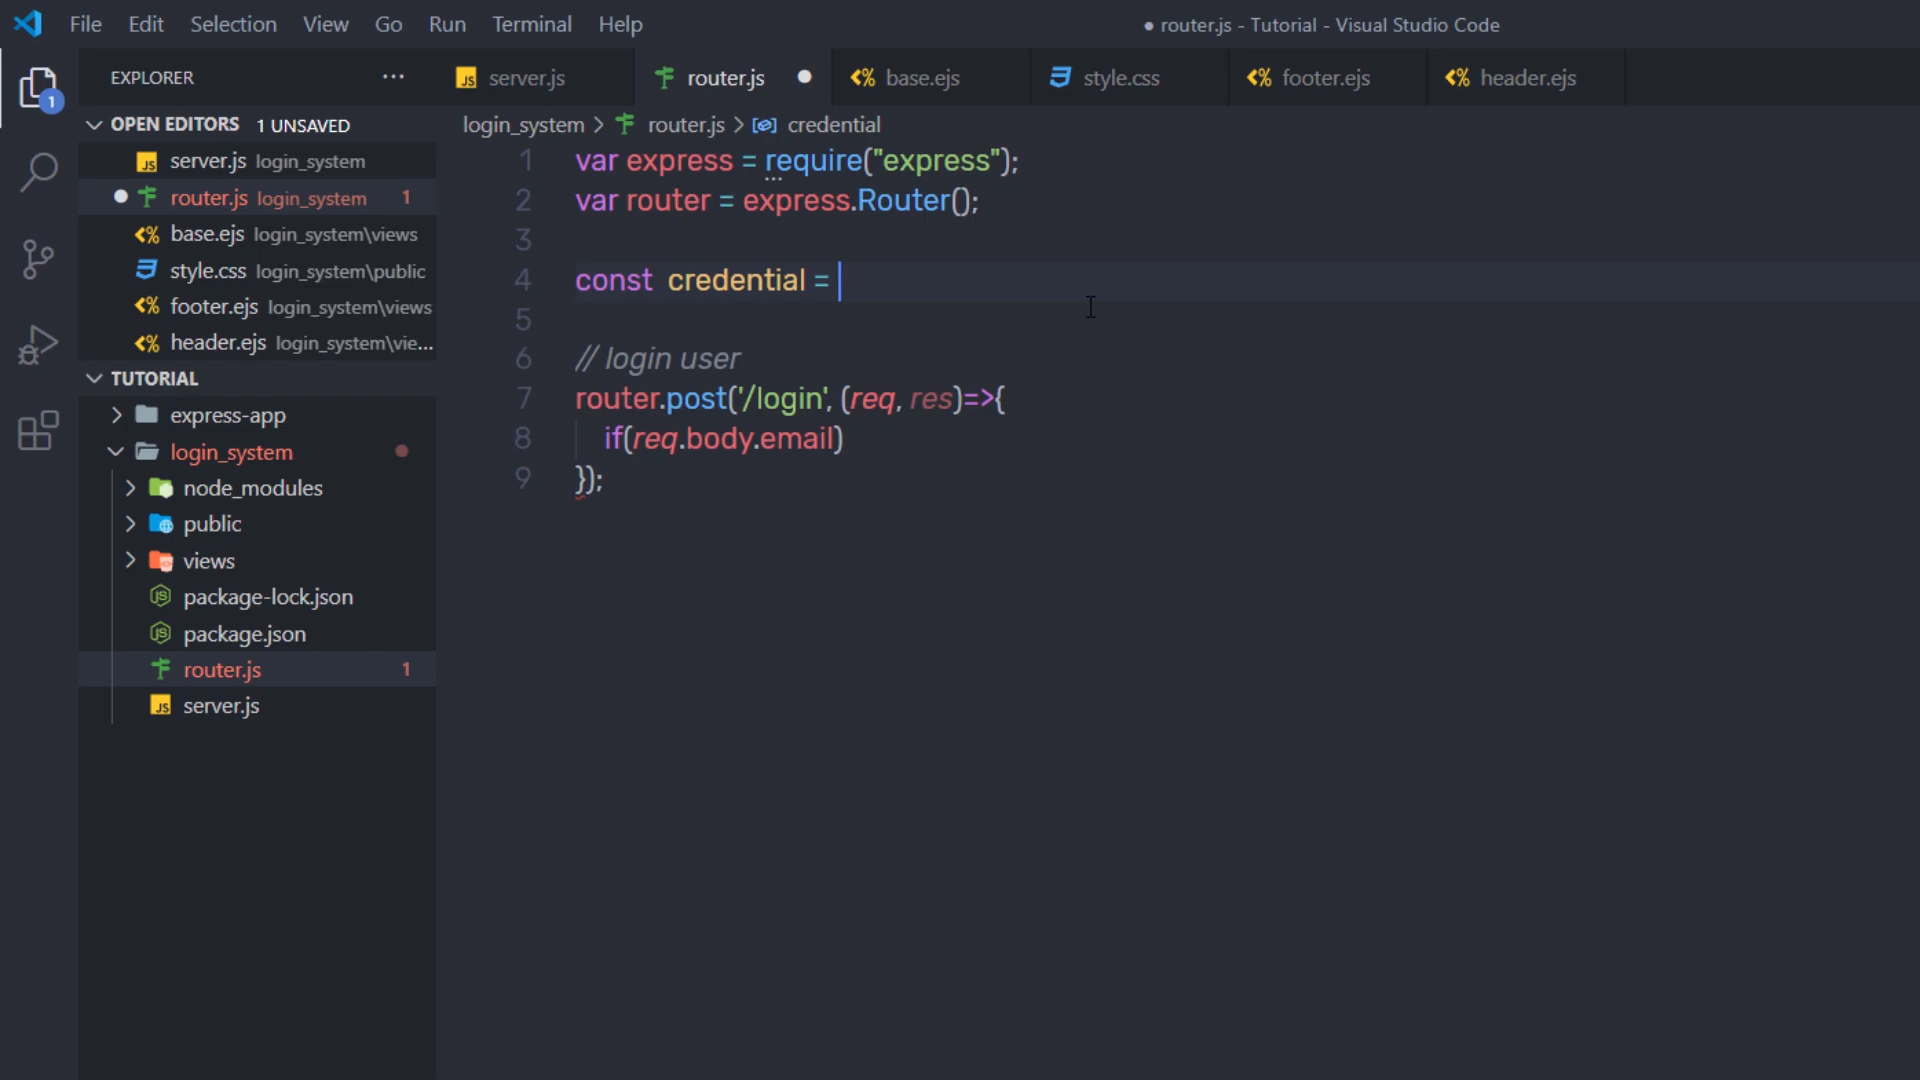 File Edit Selection View Go Run Terminal Help
● router.js - Tutorial - Visual Studio Code
EXPLORER ···
JS server.js
router.js ●
<% base.ejs
style.css
<% footer.ejs
<% header.ejs
1
OPEN EDITORS 1 UNSAVED
JS server.js login_system
● router.js login_system 1
<% base.ejs login_system\views
style.css login_system\public
<% footer.ejs login_system\views
<% header.ejs login_system\vie...
TUTORIAL
express-app
login_system
node_modules
public
views
package-lock.json
package.json
router.js 1
JS server.js
login_system > router.js > credential
1 var express = require("express");
2 var router = express.Router();
3
4 const  credential =
5
6 // login user
7 router.post('/login', (req, res)=>{
8 if(req.body.email)
9 });